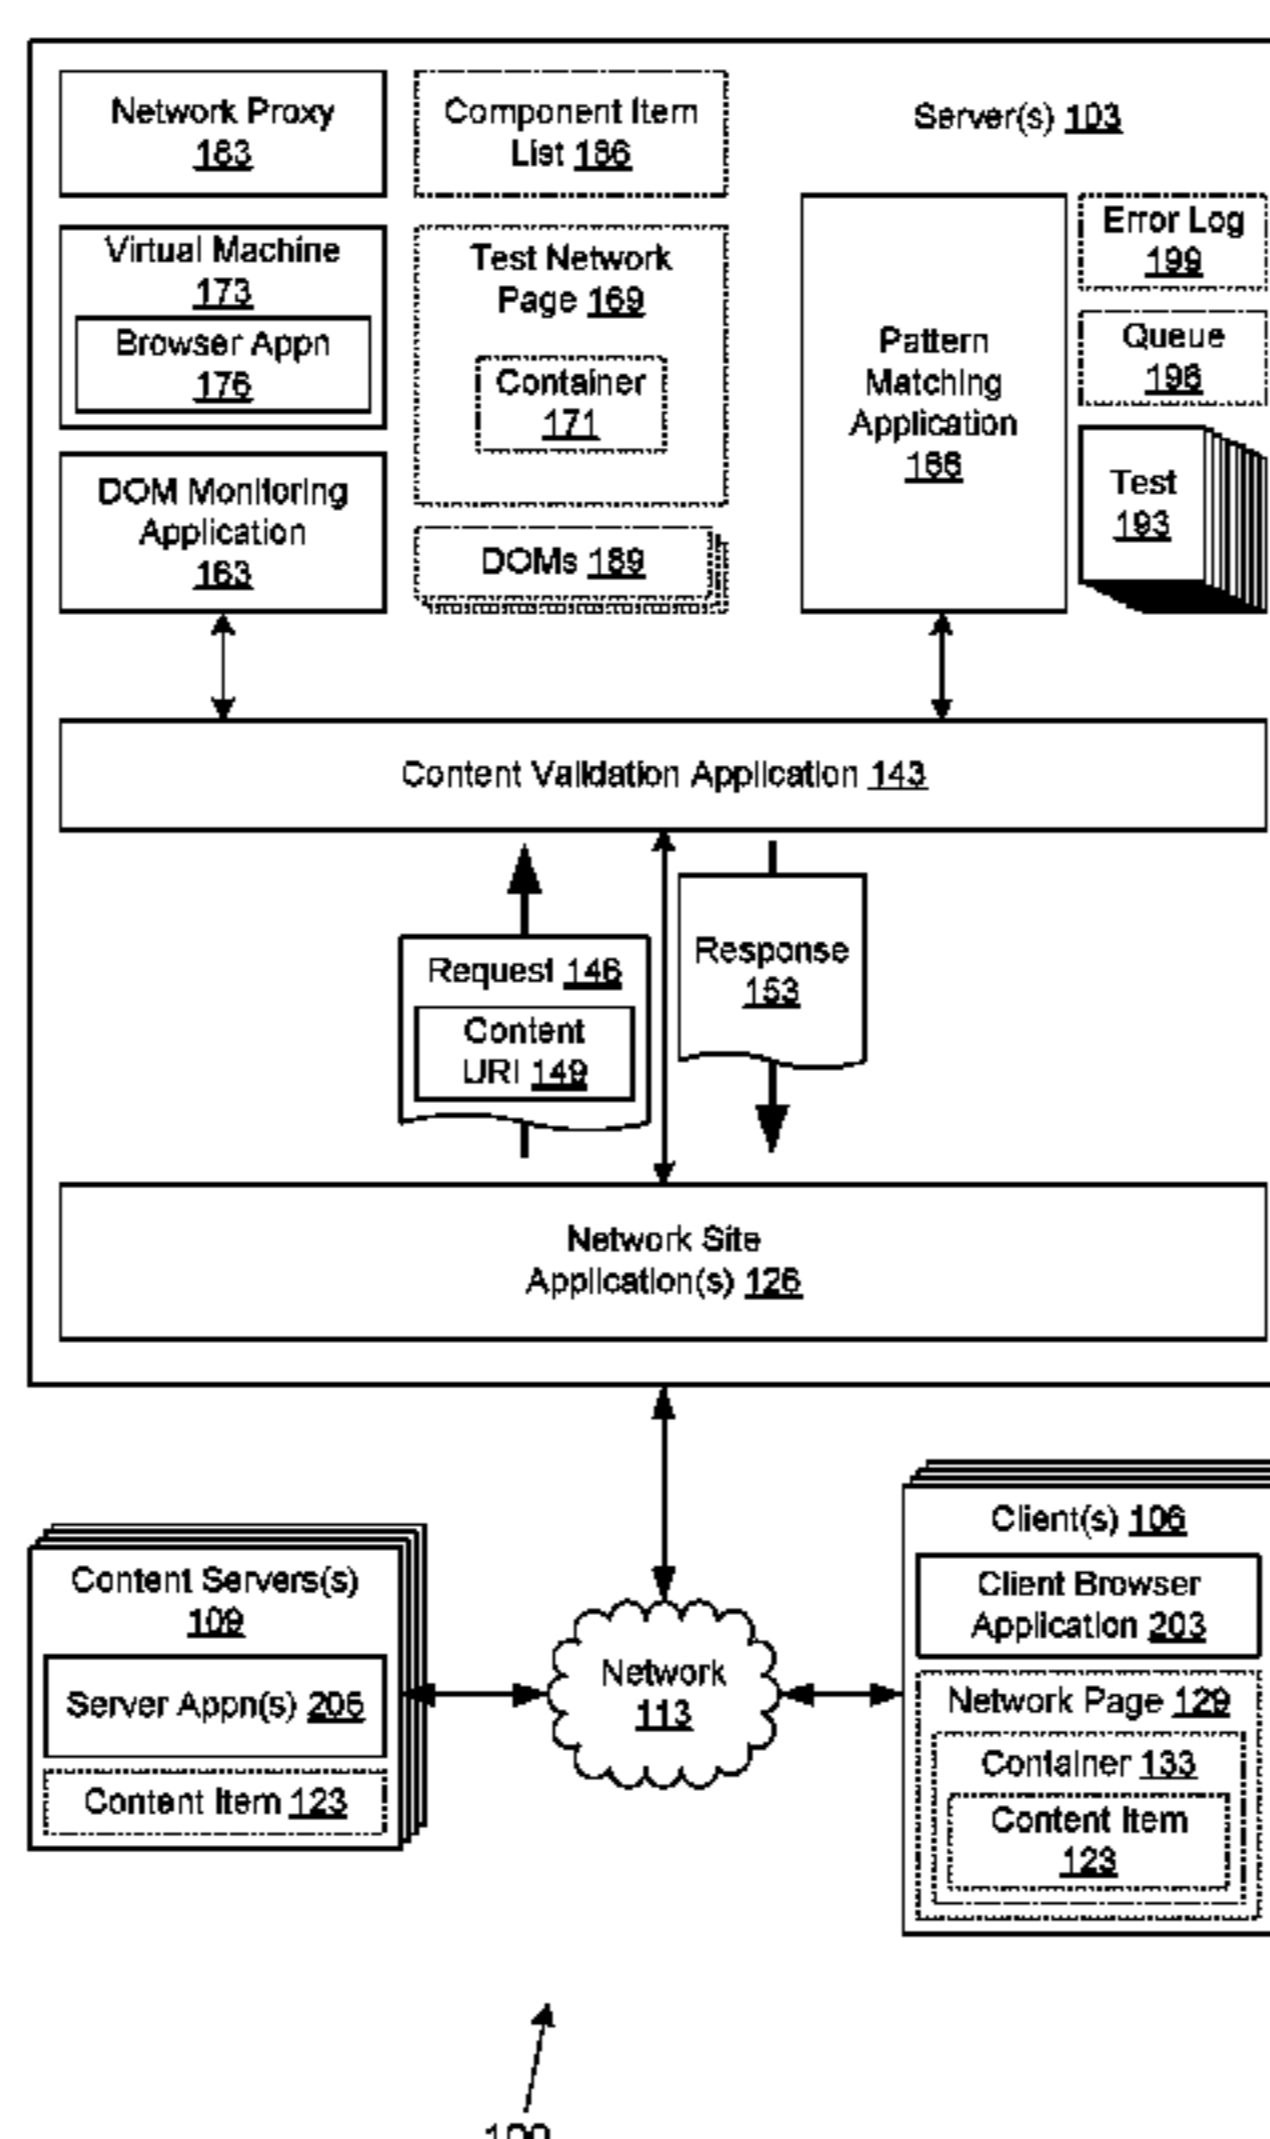 Network Proxy
183
Component Item
List 186
Server(s) 103
Virtual Machine
173
Browser Appn
176
Test Network
Page 169
Container
171
Pattern
Matching
Application
166
Error Log
199
Queue
196
Test
193
DOM Monitoring
Application
163
DOMs 189
Content Validation Application 143
Request 146
Content
URI 149
Response
153
Network Site
Application(s) 126
Content Servers(s)
109
Server Appn(s) 206
Content Item 123
Network
113
Client(s) 106
Client Browser
Application 203
Network Page 129
Container 133
Content Item
123
100